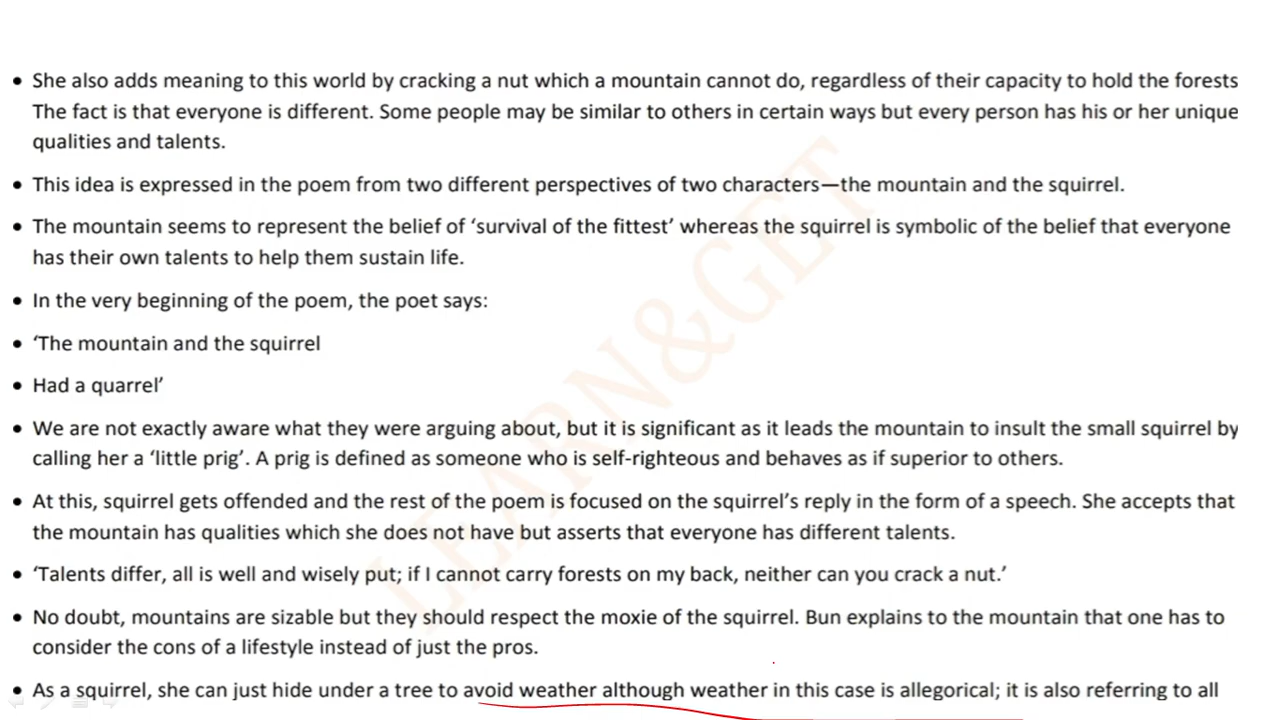 • She also adds meaning to this world by cracking a nut which a mountain cannot do, regardless of their capacity to hold the forests
The fact is that everyone is different. Some people may be similar to others in certain ways but every person has his or her unique
qualities and talents.
• This idea is expressed in the poem from two different perspectives of two characters—the mountain and the squirrel.
• The mountain seems to represent the belief of ‘survival of the fittest’ whereas the squirrel is symbolic of the belief that everyone
has their own talents to help them sustain life.
• In the very beginning of the poem, the poet says:
• ‘The mountain and the squirrel
• Had a quarrel’
• We are not exactly aware what they were arguing about, but it is significant as it leads the mountain to insult the small squirrel by
calling her a ‘little prig’. A prig is defined as someone who is self-righteous and behaves as if superior to others.
• At this, squirrel gets offended and the rest of the poem is focused on the squirrel’s reply in the form of a speech. She accepts that
the mountain has qualities which she does not have but asserts that everyone has different talents.
• ‘Talents differ, all is well and wisely put; if I cannot carry forests on my back, neither can you crack a nut.’
• No doubt, mountains are sizable but they should respect the moxie of the squirrel. Bun explains to the mountain that one has to
consider the cons of a lifestyle instead of just the pros.
• As a squirrel, she can just hide under a tree to avoid weather although weather in this case is allegorical; it is also referring to all
LEARN&GET